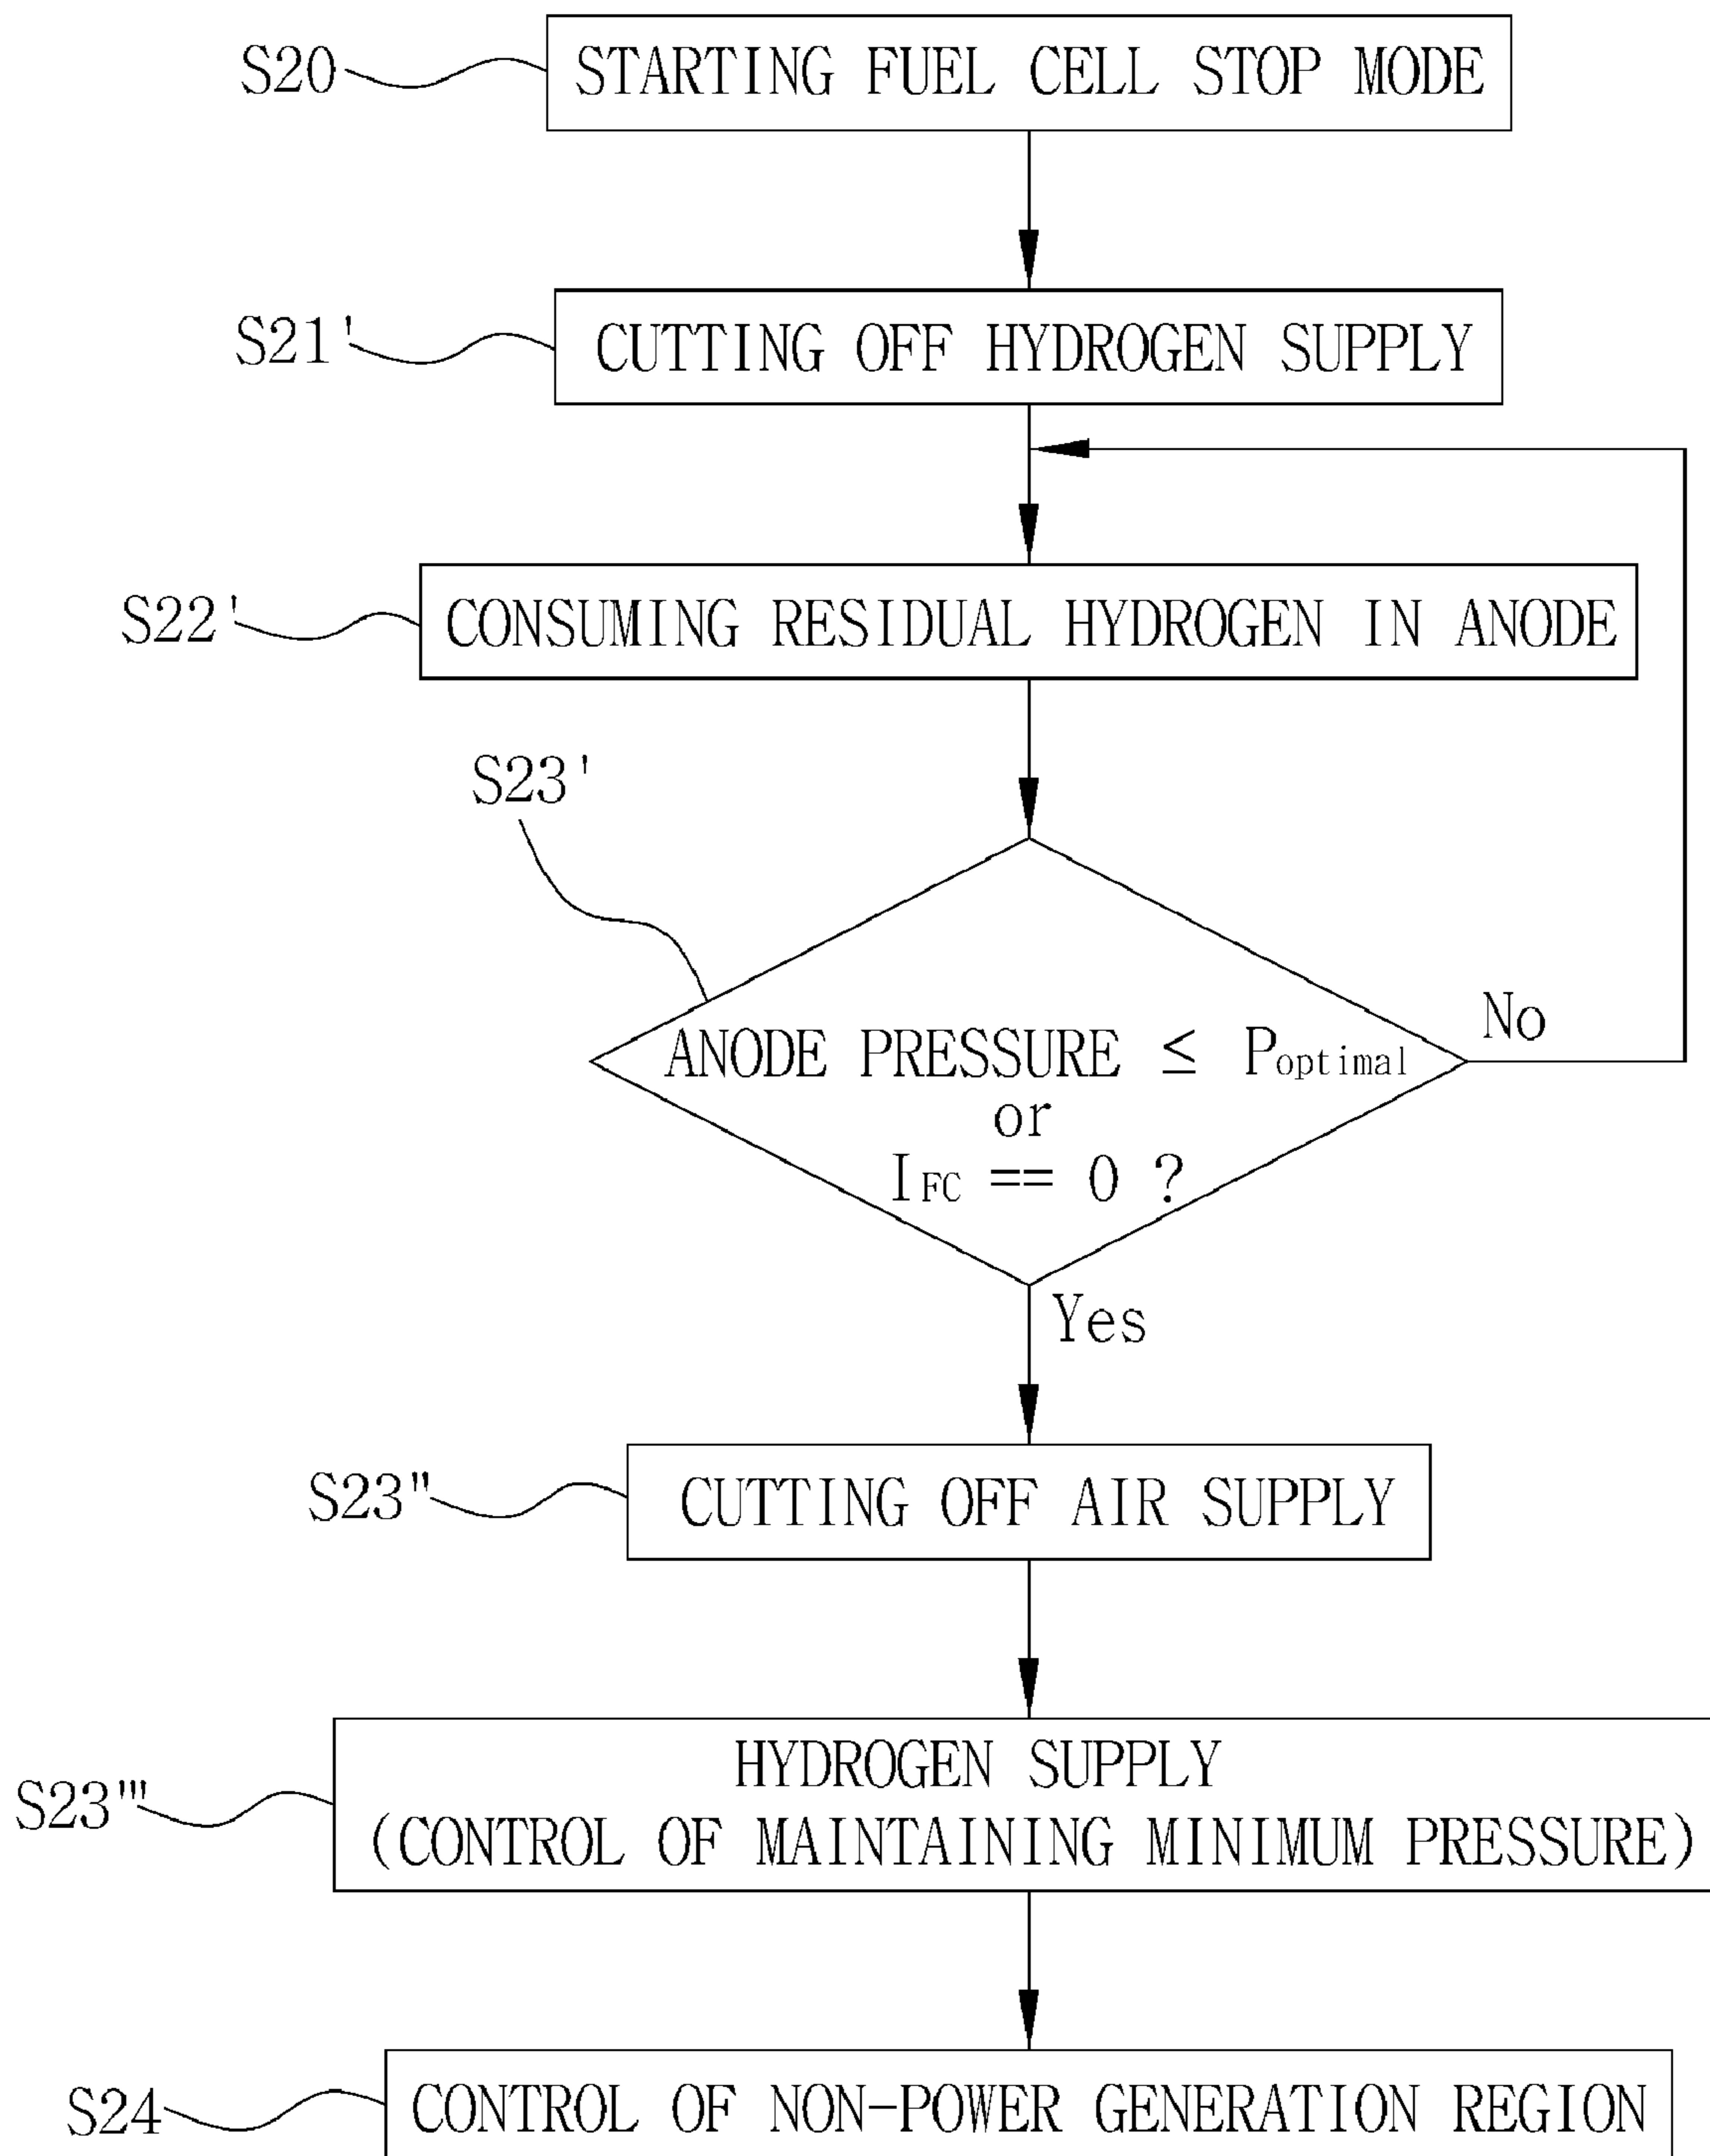 S20
STARTING FUEL CELL STOP MODE
S21'
CUTTING OFF HYDROGEN SUPPLY
S22'
CONSUMING RESIDUAL HYDROGEN IN ANODE
S23'
No
ANODE PRESSURE ≤ Poptimal
or
IFC == 0 ?
Yes
S23"
CUTTING OFF AIR SUPPLY
S23"'
HYDROGEN SUPPLY
(CONTROL OF MAINTAINING MINIMUM PRESSURE)
S24
CONTROL OF NON-POWER GENERATION REGION